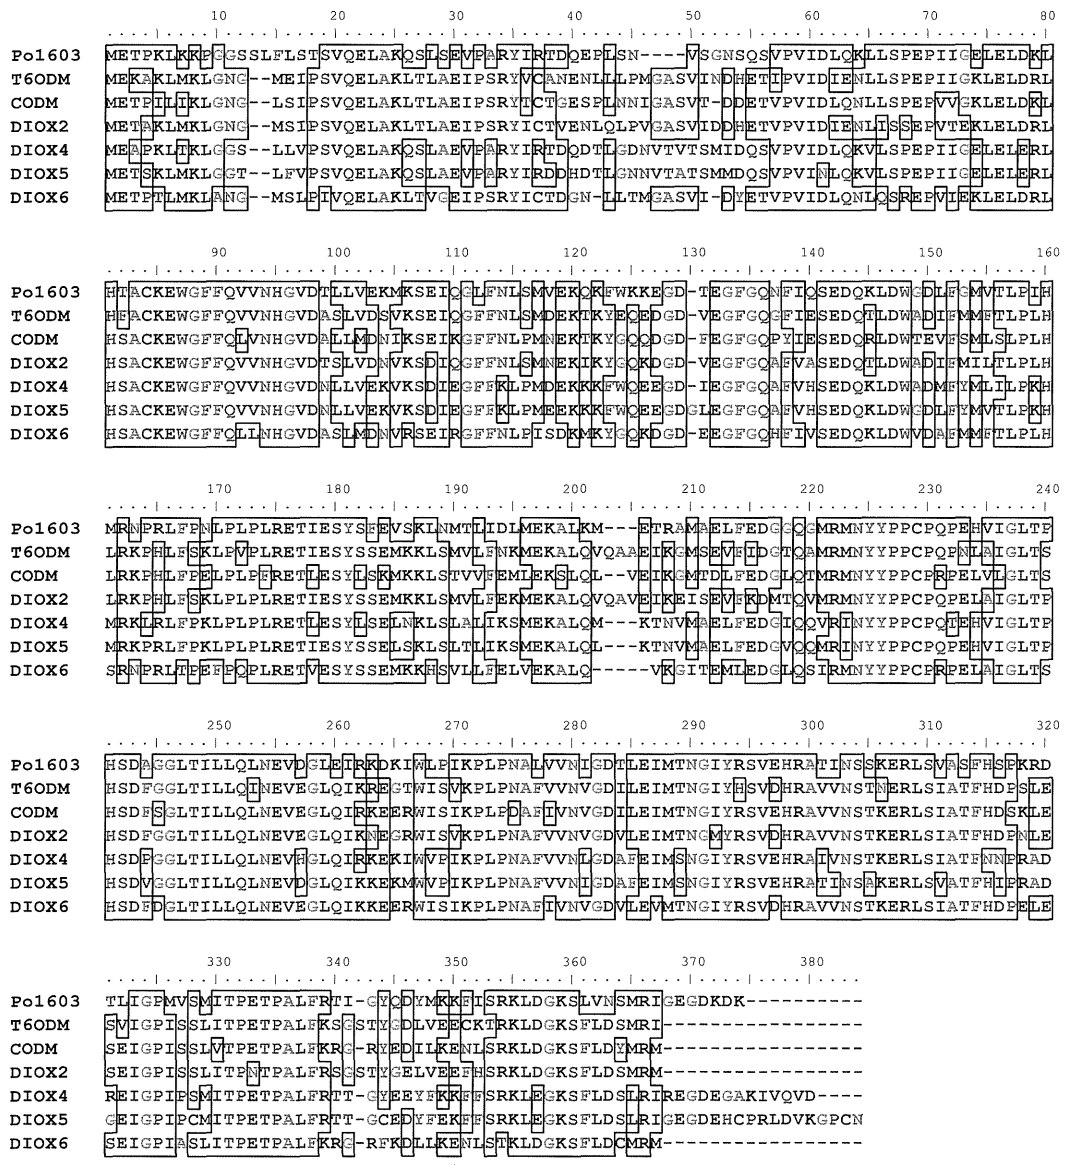 10 20 30 40 50 60 70 80
Po1603 METPKLKKPGGSSLFLSTSVQELAKQSLSEVPARYIRTDQEPLSN----VSGNSQSVPVIDLQKLLSPEPIIGELELDKL
T6ODM MEKAKLMKLGNG--MEIPSVQELAKLTLAEIPSRYVCANENLLLPMGASVINDHETIPVIDIENLLSPEPIIGKLELDRL
CODM METPILIKLGNG--LSIPSVQELAKLTLAEIPSRYTCTGESPLNNIGASVT-DDETVPVIDLQNLLSPEPVVGKLELDKL
DIOX2 METAKLMKLGNG--MSIPSVQELAKLTLAEIPSRYICTVENLQLPVGASVIDDHETVPVIDIENLISSEPVTEKLELDRL
DIOX4 MEAPKLTKLGGS--LLVPSVQELAKQSLAEVPARYIRTDQDTLGDNVTVTSMIDQSVPVIDLQKVLSPEPIIGELELERL
DIOX5 METSKLMKLGGT--LFVPSVQELAKQSLAEVPARYIRDDHDTLGNNVTATSMMDQSVPVINLQKVLSPEPIIGELELERL
DIOX6 METPTLMKLANG--MSLPIVQELAKLTVGEIPSRYICTDGN-LLTMGASVI-DYETVPVIDLQNLQSREPVIEKLELDRL
90 100 110 120 130 140 150 160
Po1603 HTACKEWGFFQVVNHGVDTLLVEKMKSEIQGLFNLSMVEKQKFWKKEGD-TEGFGQNFIQSEDQKLDWGDLFGMVTLPIH
T6ODM HFACKEWGFFQVVNHGVDASLVDSVKSEIQGFFNLSMDEKTKYEQEDGD-VEGFGQGFIESEDQTLDWADIFMMFTLPLH
CODM HSACKEWGFFQLVNHGVDALLMDNIKSEIKGFFNLPMNEKTKYGQQDGD-FEGFGQPYIESEDQRLDWTEVFSMLSLPLH
DIOX2 HSACKEWGFFQVVNHGVDTSLVDNVKSDIQGFFNLSMNEKIKYGQKDGD-VEGFGQAFVASEDQTLDWADIFMILTLPLH
DIOX4 HSACKEWGFFQVVNHGVDNLLVEKVKSDIEGFFKLPMDEKKKFWQEEGD-IEGFGQAFVHSEDQKLDWADMFYMLILPKH
DIOX5 HSACKEWGFFQVVNHGVDNLLVEKVKSDIEGFFKLPMEEKKKFWQEEGDGLEGFGQAFVHSEDQKLDWGDLFYMVTLPKH
DIOX6 HSACKEWGFFQLLNHGVDASLMDNVRSEIRGFFNLPISDKMKYGQKDGD-EEGFGQHFIVSEDQKLDWVDAFMMFTLPLH
170 180 190 200 210 220 230 240
Po1603 MRNPRLFPNLPLPLRETIESYSFEVSKLNMTLIDLMEKALKM---ETRAMAELFEDGGQGMRMNYYPPCPQPEHVIGLTP
T6ODM LRKPHLFSKLPVPLRETIESYSSEMKKLSMVLFNKMEKALQVQAAEIKGMSEVFIDGTQAMRMNYYPPCPQPNLAIGLTS
CODM LRKPHLFPELPLPFRETLESYLSKMKKLSTVVFEMLEKSLQL--VEIKGMTDLFEDGLQTMRMNYYPPCPRPELVLGLTS
DIOX2 LRKPHLFSKLPLPLRETIESYSSEMKKLSMVLFEKMEKALQVQAVEIKEISEVFKDMTQVMRMNYYPPCPQPELAIGLTP
DIOX4 MRKLRLFPKLPLPLRETLESYLSELNKLSLALIKSMEKALQM---KTNVMAELFEDGIQQVRINYYPPCPQTEHVIGLTP
DIOX5 MRKPRLFPKLPLPLRETIESYSSELSKLSLTLIKSMEKALQL---KTNVMAELFEDGVQQMRINYYPPCPQPEHVIGLTP
DIOX6 SRNPRLTPEFPQPLRETVESYSSEMKKHSVLLFELVEKALQ-----VKGITEMLEDGLQSIRMNYYPPCPRPELAIGLTS
250 260 270 280 290 300 310 320
Po1603 HSDAGGLTILLQLNEVDGLEIRKDKIWLPIKPLPNALVVNIGDTLEIMTNGIYRSVEHRATINSSKERLSVASFHSPKRD
T6ODM HSDFGGLTILLQINEVEGLQIKREGTWISVKPLPNAFVVNVGDILEIMTNGIYHSVDHRAVVNSTNERLSIATFHDPSLE
CODM HSDFSGLTILLQLNEVEGLQIRKEERWISIKPLPDAFIVNVGDILEIMTNGIYRSVEHRAVVNSTKERLSIATFHDSKLE
DIOX2 HSDFGGLTILLQLNEVEGLQIKNEGRWISVKPLPNAFVVNVGDVLEIMTNGMYRSVDHRAVVNSTKERLSIATFHDPNLE
DIOX4 HSDPGGLTILLQLNEVHGLQIRKEKIWVPIKPLPNAFVVNLGDAFEIMSNGIYRSVEHRAIVNSTKERLSIATFNNPRAD
DIOX5 HSDVGGLTILLQLNEVDGLQIKKEKMWVPIKPLPNAFVVNIGDAFEIMSNGIYRSVEHRATINSAKERLSVATFHIPRAD
DIOX6 HSDFDGLTILLQLNEVEGLQIKKEERWISIKPLPNAFIVNVGDVLEVMTNGIYRSVDHRAVVNSTKERLSIATFHDPELE
330 340 350 360 370 380
Po1603 TLIGPMVSMITPETPALFRTI-GYQDYMKKFISRKLDGKSLVNSMRIGEGDKDK----------
T6ODM SVIGPISSLITPETPALFKSGSTYGDLVEECKTRKLDGKSFLDSMRI-----------------
CODM SEIGPISSLVTPETPALFKRG-RYEDILKENLSRKLDGKSFLDYMRM-----------------
DIOX2 SEIGPISSLITPNTPALFRSGSTYGELVEEFHSRKLDGKSFLDSMRM-----------------
DIOX4 REIGPIPSMITPETPALFRTT-GYEEYFKKFFSRKLEGKSFLDSLRIREGDEGAKIVQVD----
DIOX5 GEIGPIPCMITPETPALFRTT-GCEDYFEKFFSRKLEGKSFLDSLRIGEGDEHCPRLDVKGPCN
DIOX6 SEIGPIASLITPETPALFKRG-RFKDLLKENLSTKLDGKSFLDCMRM-----------------